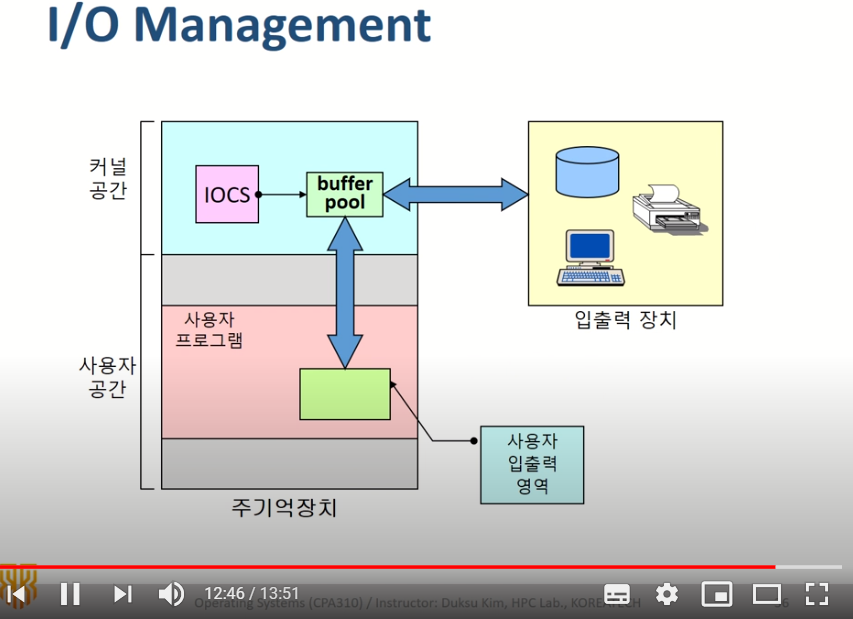 I/O Management
커널
공간
IOCS
buffer
pool
입출력 장치
사용자
프로그램
사용자
공간
사용자
입출력
영역
주기억장치
12:46 / 13:51
Operating Systems (CPA310) / Instructor: Duksu Kim, HPC Lab., KOREATECH